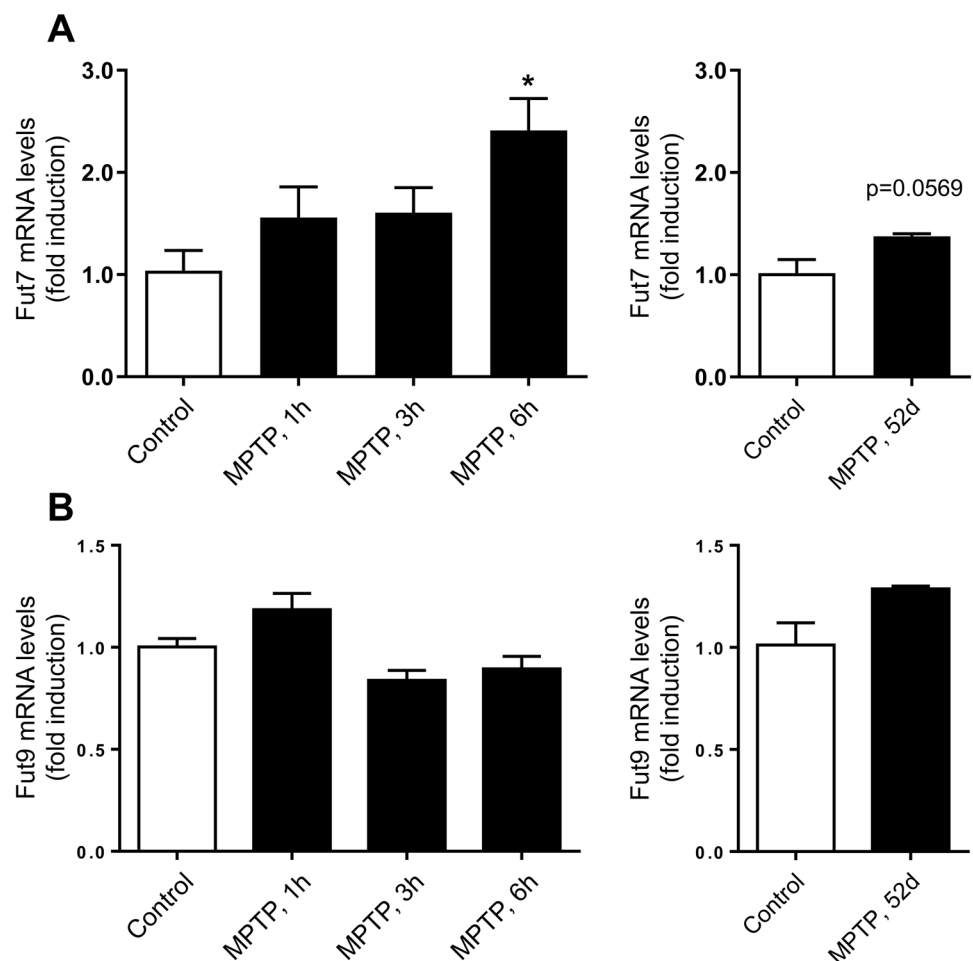 A
Fut7 mRNA levels
(fold induction)
3.0
2.0
1.0
0.0
*
Control
MPTP, 1h
MPTP, 3h
MPTP, 6h
Fut7 mRNA levels
(fold induction)
3.0
2.0
1.0
0.0
p=0.0569
Control
MPTP, 52d
B
Fut9 mRNA levels
(fold induction)
1.5
1.0
0.5
0.0
Control
MPTP, 1h
MPTP, 3h
MPTP, 6h
Fut9 mRNA levels
(fold induction)
1.5
1.0
0.5
0.0
Control
MPTP, 52d